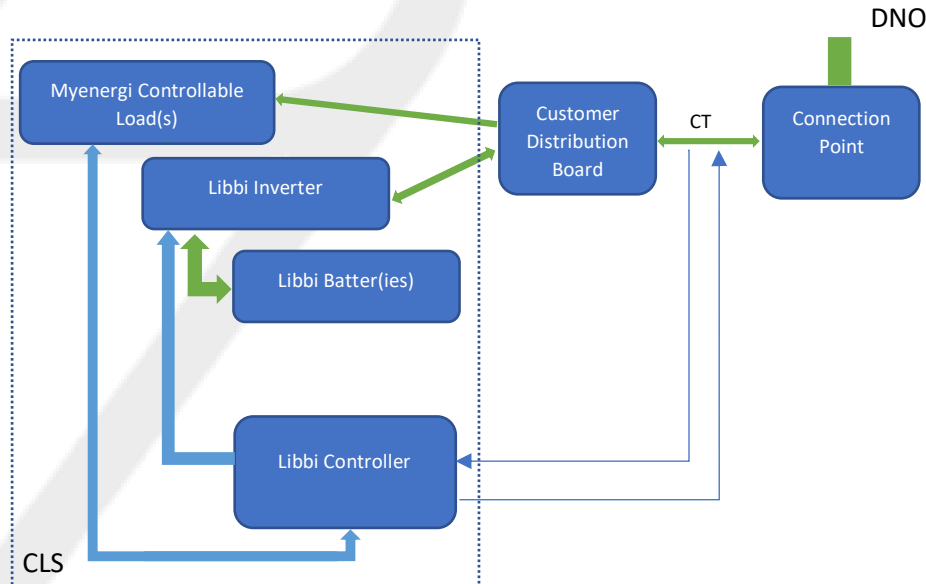 DNO
Myenergi Controllable
Load(s)
Customer
Distribution
Board
CT
Connection
Point
Libbi Inverter
Libbi Batter(ies)
Libbi Controller
CLS